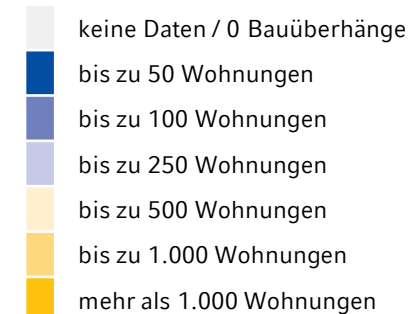 keine Daten / 0 Bauüberhänge
bis zu 50 Wohnungen
bis zu 100 Wohnungen
bis zu 250 Wohnungen
bis zu 500 Wohnungen
bis zu 1.000 Wohnungen
mehr als 1.000 Wohnungen